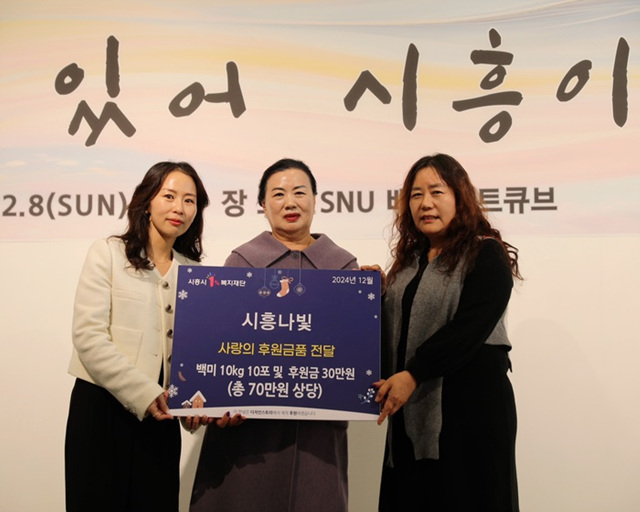 있어 시흥이
2.8(SUN) 장 SNU 트큐브
시흥시 1% 복지재단
2024년 12월
시흥나빛
사랑의 후원금품 전달
백미 10kg 10포 및 후원금 30만원
(총 70만원 상당)